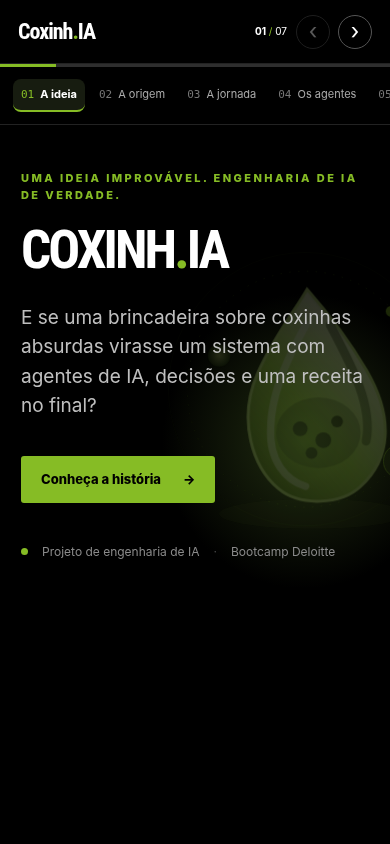 Coxinh.IA
01 / 07
01 A ideia
02 A origem
03 A jornada
04 Os agentes
05
UMA IDEIA IMPROVÁVEL. ENGENHARIA DE IA
DE VERDADE.
COXINH.IA
E se uma brincadeira sobre coxinhas
absurdas virasse um sistema com
agentes de IA, decisões e uma receita
no final?
Conheça a história →
Projeto de engenharia de IA · Bootcamp Deloitte